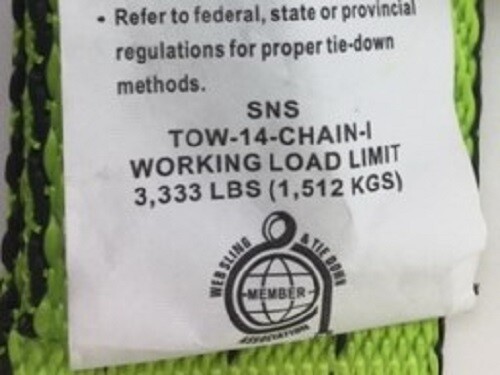 • Refer to federal, state or provincial
regulations for proper tie-down
methods.
SNS
TOW-14-CHAIN-I
WORKING LOAD LIMIT
3,333 LBS (1,512 KGS)
WEB SLING & TIE DOWN
MEMBER
ASSOCIATION